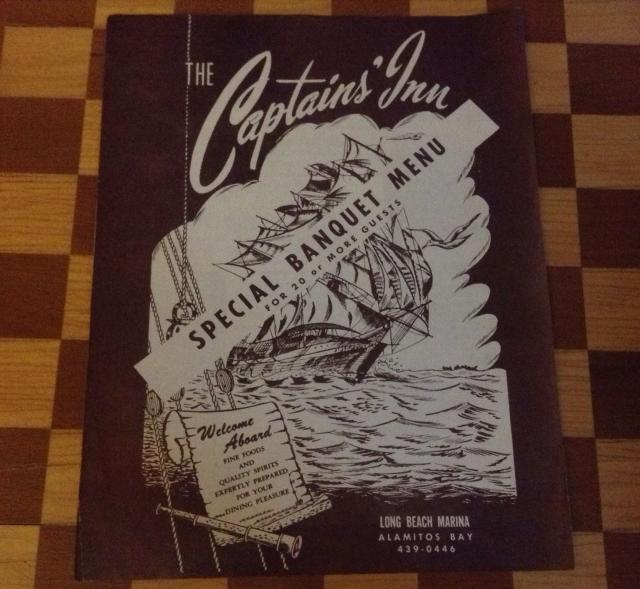 THE
Captains' Inn
SPECIAL BANQUET MENU
FOR 20 or MORE GUESTS
Welcome
Aboard
FINE FOODS
AND
QUALITY SPIRITS
EXPERTLY PREPARED
FOR YOUR
DINING PLEASURE
LONG BEACH MARINA
ALAMITOS BAY
439-0446